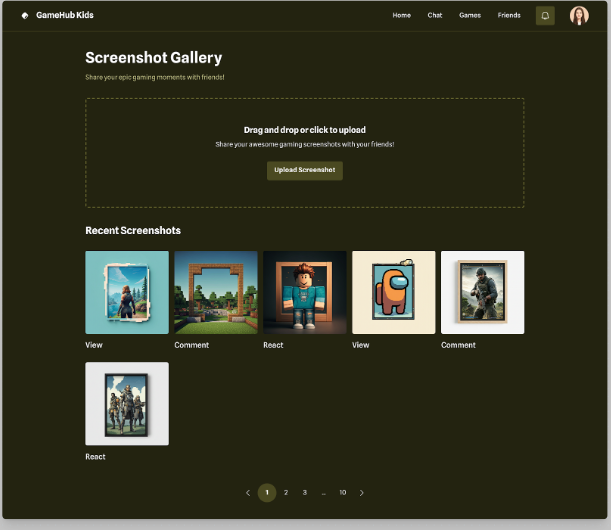 GameHub Kids
Home
Chat
Games
Friends
Screenshot Gallery
Share your epic gaming moments with friends!
Drag and drop or click to upload
Share your awesome gaming screenshots with your friends!
Upload Screenshot
Recent Screenshots
View
Comment
React
View
Comment
React
1
2
3
...
10